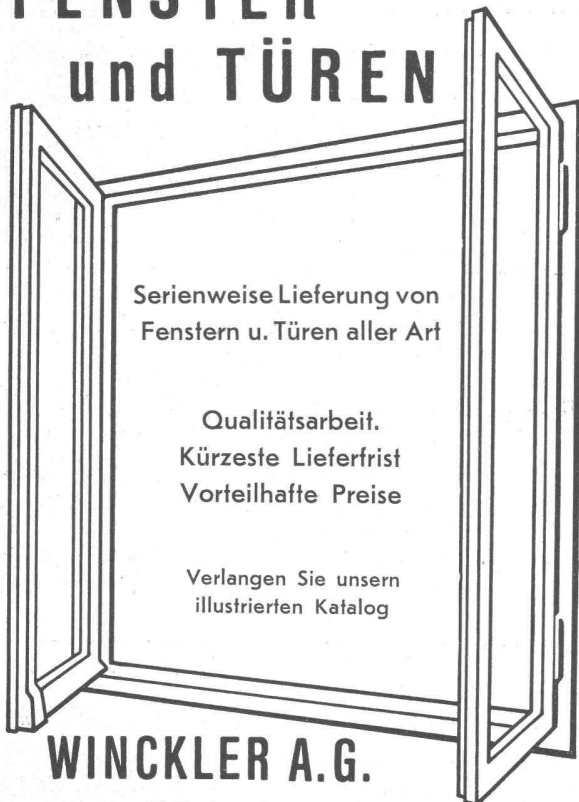 FENSTER
und TÜREN
Serienweise Lieferung von
Fenstern u. Türen aller Art
Qualitätsarbeit.
Kürzeste Lieferfrist
Vorteilhafte Preise
Verlangen Sie unsern
illustrierten Katalog
WINCKLER A.G.